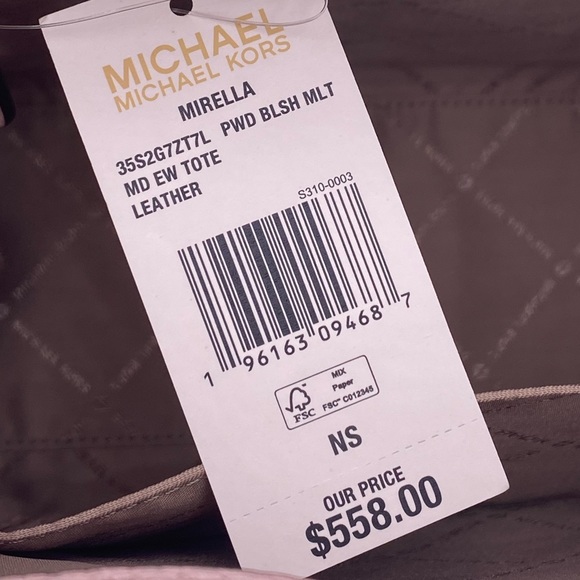 MICHAEL
MICHAEL KORS
MIRELLA
35S2G7ZT7L PWD BLSH MLT
MD EW TOTE
LEATHER
S310-0003
1 96163 09468 7
MIX
Paper
FSC™ C012345
FSC
NS
OUR PRICE
$558.00